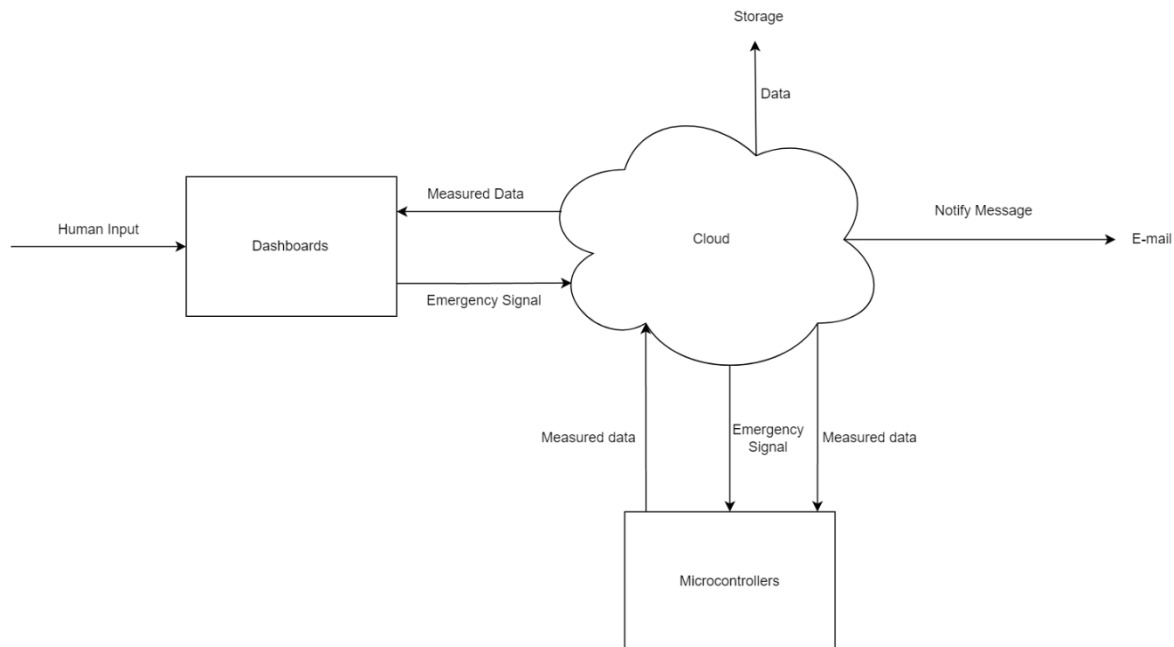 Storage
Data
Measured Data
Notify Message
Human Input
Dashboards
Cloud
E-mail
Emergency Signal
Measured data
Emergency
Signal
Measured data
Microcontrollers